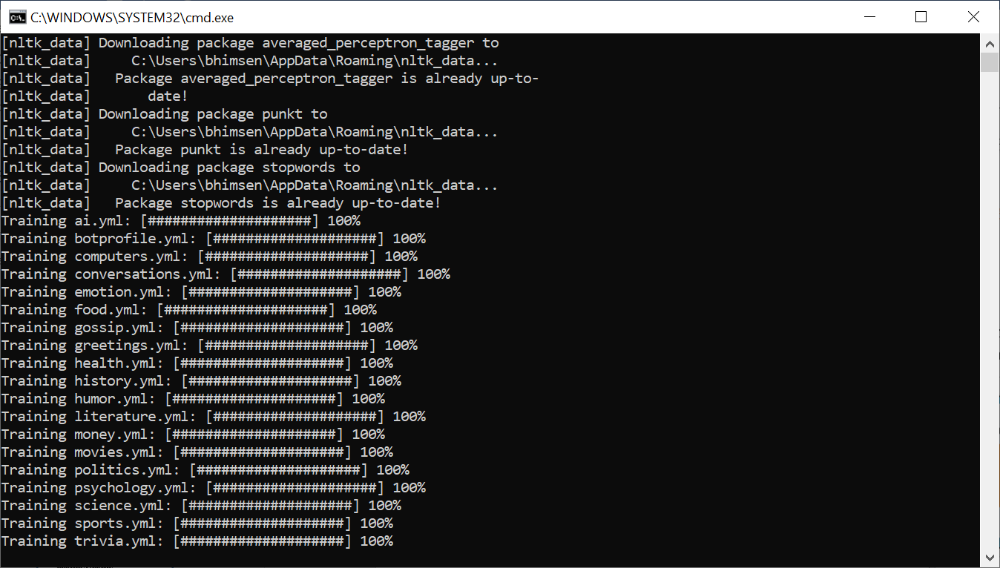 C:\WINDOWS\SYSTEM32\cmd.exe
[nltk_data] Downloading package averaged_perceptron_tagger to
[nltk_data]     C:\Users\bhimsen\AppData\Roaming\nltk_data...
[nltk_data]   Package averaged_perceptron_tagger is already up-to-
[nltk_data]       date!
[nltk_data] Downloading package punkt to
[nltk_data]     C:\Users\bhimsen\AppData\Roaming\nltk_data...
[nltk_data]   Package punkt is already up-to-date!
[nltk_data] Downloading package stopwords to
[nltk_data]     C:\Users\bhimsen\AppData\Roaming\nltk_data...
[nltk_data]   Package stopwords is already up-to-date!
Training ai.yml: [####################] 100%
Training botprofile.yml: [####################] 100%
Training computers.yml: [####################] 100%
Training conversations.yml: [####################] 100%
Training emotion.yml: [####################] 100%
Training food.yml: [####################] 100%
Training gossip.yml: [####################] 100%
Training greetings.yml: [####################] 100%
Training health.yml: [####################] 100%
Training history.yml: [####################] 100%
Training humor.yml: [####################] 100%
Training literature.yml: [####################] 100%
Training money.yml: [####################] 100%
Training movies.yml: [####################] 100%
Training politics.yml: [####################] 100%
Training psychology.yml: [####################] 100%
Training science.yml: [####################] 100%
Training sports.yml: [####################] 100%
Training trivia.yml: [####################] 100%